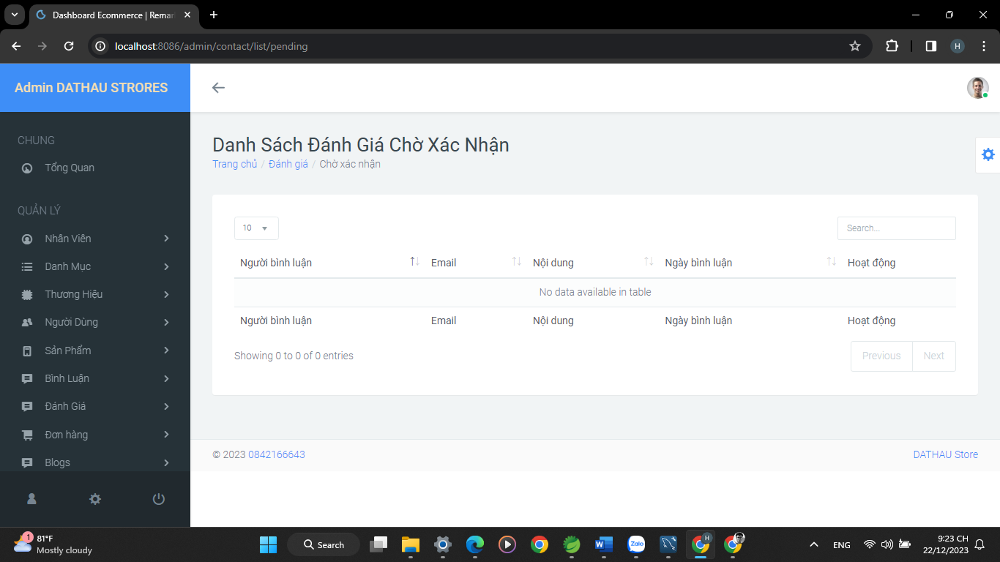 Dashboard Ecommerce | Remar
localhost:8086/admin/contact/list/pending
H
Admin DATHAU STRORES
CHUNG
Tổng Quan
QUẢN LÝ
Nhân Viên
Danh Mục
Thương Hiệu
Người Dùng
Sản Phẩm
Bình Luận
Đánh Giá
Đơn hàng
Blogs
Danh Sách Đánh Giá Chờ Xác Nhận
Trang chủ / Đánh giá / Chờ xác nhận
10
Search...
Người bình luận Email Nội dung Ngày bình luận Hoạt động
No data available in table
Người bình luận Email Nội dung Ngày bình luận Hoạt động
Showing 0 to 0 of 0 entries
Previous Next
© 2023 0842166643
DATHAU Store
1
81°F
Mostly cloudy
Search
W
Zalo
H
ENG
9:23 CH
22/12/2023